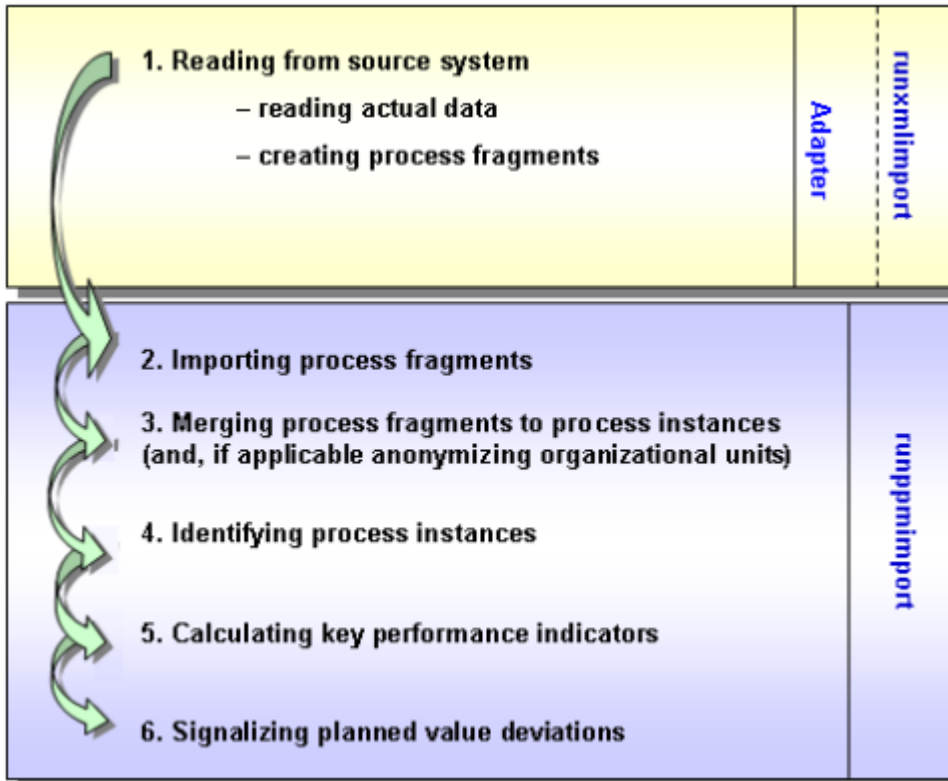 1. Reading from source system
– reading actual data
– creating process fragments
Adapter
runxmlimport
2. Importing process fragments
3. Merging process fragments to process instances
(and, if applicable anonymizing organizational units)
4. Identifying process instances
5. Calculating key performance indicators
6. Signalizing planned value deviations
runppmimport